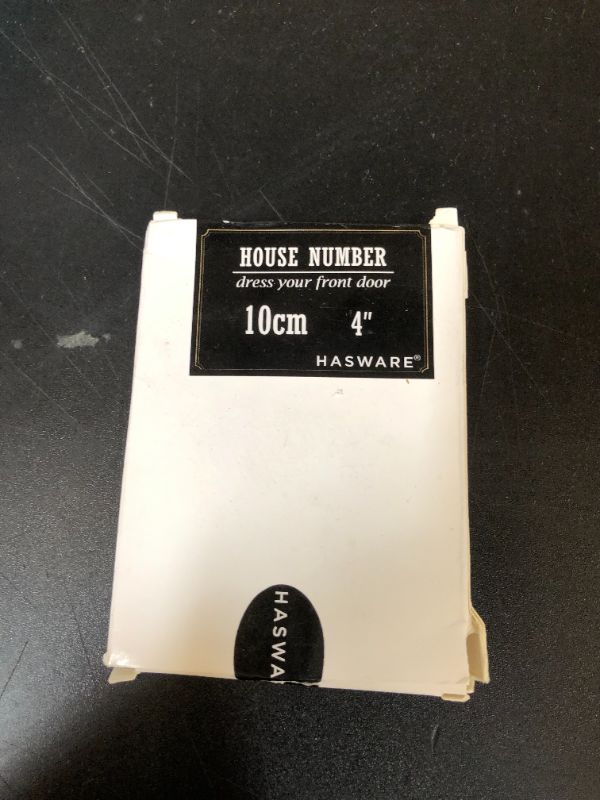 HOUSE NUMBER
dress your front door
10cm 4"
HASWARE®
HASWA